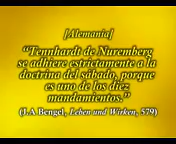 [Alemania]
“Tennhardt de Nuremberg
se adhiere estrictamente a la
doctrina del sábado, porque
es uno de los diez
mandamientos.”
(J.A Bengel, Leben und Wirken, 579)